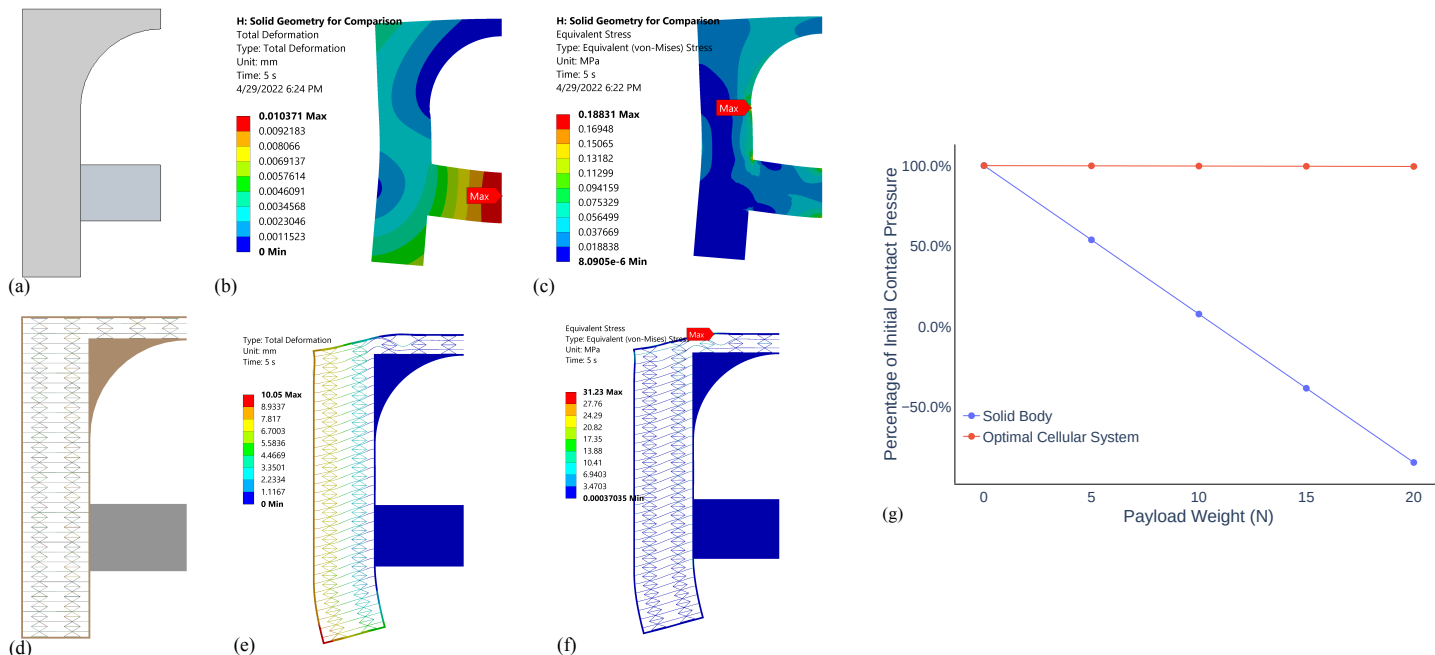 H: Solid Geometry for Comparison
Total Deformation
Type: Total Deformation
Unit: mm
Time: 5 s
4/29/2022 6:24 PM
0.010371 Max
0.0092183
0.008066
0.0069137
0.0057614
0.0046091
0.0034568
0.0023046
0.0011523
0 Min
Max
H: Solid Geometry for Comparison
Equivalent Stress
Type: Equivalent (von-Mises) Stress
Unit: MPa
Time: 5 s
4/29/2022 6:22 PM
0.18831 Max
0.16948
0.15065
0.13182
0.11299
0.094159
0.075329
0.056499
0.037669
0.018838
8.0905e-6 Min
Max
(a)
(b)
(c)
Type: Total Deformation
Unit: mm
Time: 5 s
10.05 Max
8.9337
7.817
6.7003
5.5836
4.4669
3.3501
2.2334
1.1167
0 Min
Equivalent Stress
Type: Equivalent (von-Mises) Stress
Unit: MPa
Time: 5 s
31.23 Max
27.76
24.29
20.82
17.35
13.88
10.41
6.9403
3.4703
0.00037035 Min
Max
(d)
(e)
(f)
Percentage of Initial Contact Pressure
100.0%
50.0%
0.0%
−50.0%
Solid Body
Optimal Cellular System
0 5 10 15 20
Payload Weight (N)
(g)